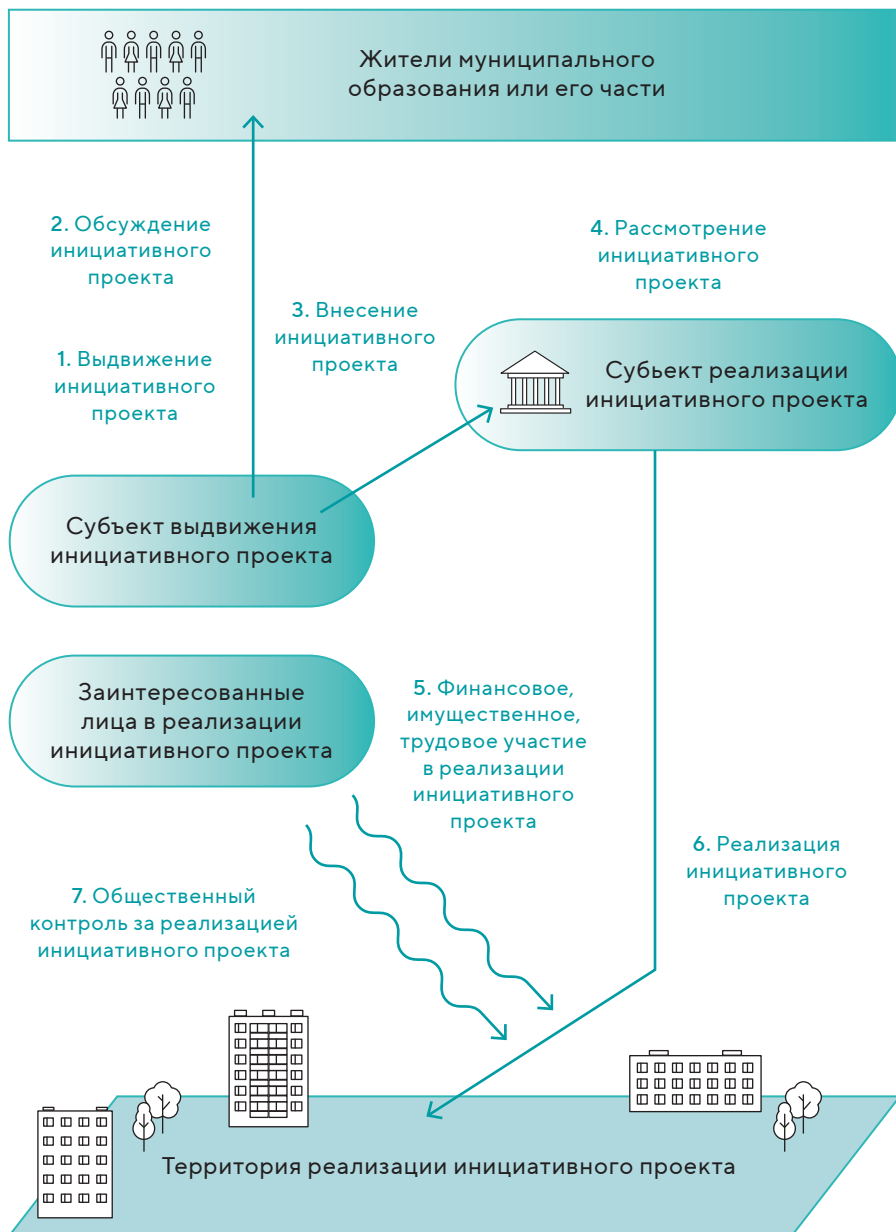 Жители муниципального
образования или его части
2. Обсуждение
инициативного
проекта
4. Рассмотрение
инициативного
проекта
3. Внесение
инициативного
проекта
1. Выдвижение
инициативного
проекта
Субьект реализации
инициативного проекта
Субъект выдвижения
инициативного проекта
Заинтересованные
лица в реализации
инициативного проекта
5. Финансовое,
имущественное,
трудовое участие
в реализации
инициативного
проекта
6. Реализация
инициативного
проекта
7. Общественный
контроль за реализацией
инициативного проекта
Территория реализации инициативного проекта